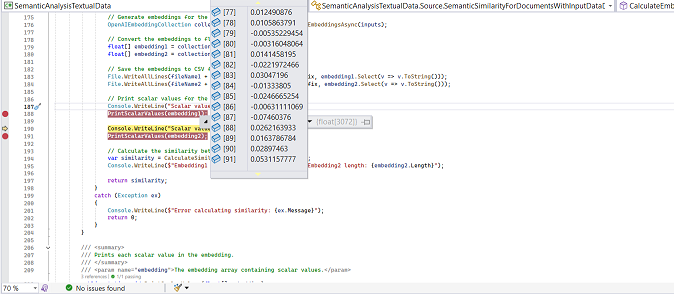 SemanticAnalysisTextualData
SemanticAnalysisTextualData.Source.SemanticSimilarityForDocumentsWithInputData
CalculateEmb
175 // Generate embeddings for the
176 OpenAIEmbeddingCollection coll EmbeddingsAsync(inputs);
177
178 // Convert the embeddings to fl
179 float[] embedding1 = collection
180 float[] embedding2 = collection
181
182 // Save the embeddings to CSV
183 File.WriteAllLines(fileName1 + ix, embedding1.Select(v => v.ToString()));
184 File.WriteAllLines(fileName2 + fix, embedding2.Select(v => v.ToString()));
185
186 // Print scalar values for the
187 Console.WriteLine("Scalar value
188 PrintScalarValues(embedding1);
189
190 Console.WriteLine("Scalar value
191 PrintScalarValues(embedding2);
192
193 // Calculate the similarity bet
194 var similarity = CalculateSimil
195 Console.WriteLine($"Embedding1 Embedding2 length: {embedding2.Length}");
196
197 return similarity;
198 }
199 catch (Exception ex)
200 {
201 Console.WriteLine($"Error calculating similarity: {ex.Message}");
202 return 0;
203 }
204 }
205
206 /// <summary>
207 /// Prints each scalar value in the embedding.
208 /// </summary>
209 /// <param name="embedding">The embedding array containing scalar values.</param>
3 references | 1/1 passing
[77] 0.012490876
[78] 0.0105863791
[79] -0.00535229454
[80] -0.00316048064
[81] 0.0141458195
[82] -0.0221972466
[83] 0.03047196
[84] -0.01333805
[85] -0.0246665254
[86] -0.00631111069
[87] -0.07460376
[88] 0.0262163933
[89] 0.0163786784
[90] 0.02897463
[91] 0.0531157777
{float[3072]}
70 %
No issues found